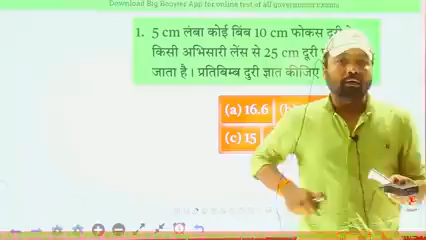 Download Big Booster App for online test of all government exams
1. 5 cm लंबा कोई बिंब 10 cm फोकस दूरी
किसी अभिसारी लेंस से 25 cm दूरी
जाता है। प्रतिबिम्ब दुरी ज्ञात कीजिए
(a) 16.6
(c) 15